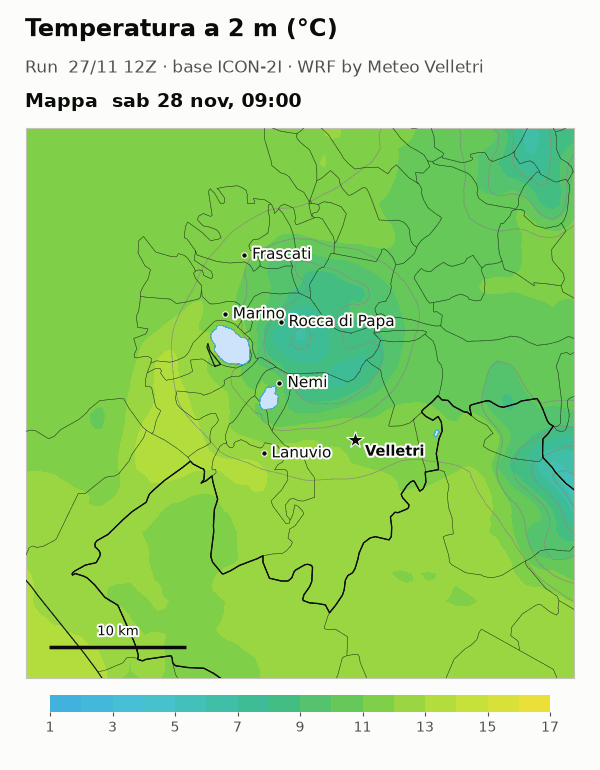 Temperatura a 2 m (°C)
Run  27/11 12Z · base ICON-2I · WRF by Meteo Velletri
Mappa  sab 28 nov, 09:00
Frascati
Marino
Rocca di Papa
Nemi
Velletri
Lanuvio
10 km
1 3 5 7 9 11 13 15 17